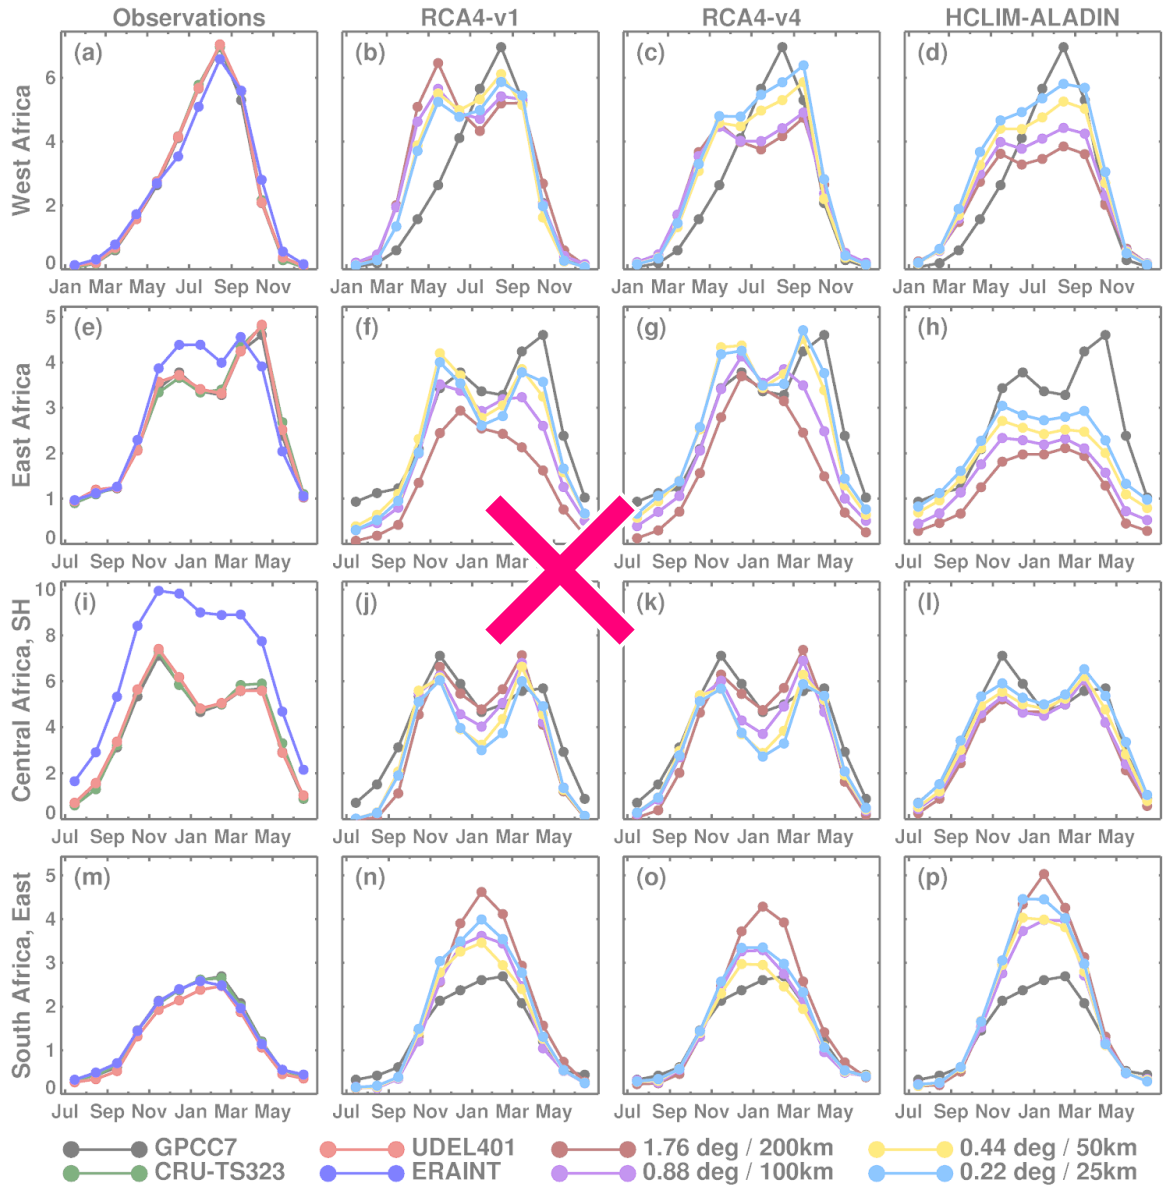 Observations RCA4-v1 RCA4-v4 HCLIM-ALADIN
West Africa
(a) (b) (c) (d)
6
4
2
0
Jan Mar May Jul Sep Nov Jan Mar May Jul Sep Nov Jan Mar May Jul Sep Nov Jan Mar May Jul Sep Nov
East Africa
(e) (f) (g) (h)
5
4
3
2
1
0
Jul Sep Nov Jan Mar May Jul Sep Nov Jan Mar May Jul Sep Nov Jan Mar May Jul Sep Nov Jan Mar May
Central Africa, SH
(i) (j) (k) (l)
10
8
6
4
2
0
Jul Sep Nov Jan Mar May Jul Sep Nov Jan Mar May Jul Sep Nov Jan Mar May Jul Sep Nov Jan Mar May
South Africa, East
(m) (n) (o) (p)
5
4
3
2
1
0
Jul Sep Nov Jan Mar May Jul Sep Nov Jan Mar May Jul Sep Nov Jan Mar May Jul Sep Nov Jan Mar May
GPCC7 UDEL401 1.76 deg / 200km 0.44 deg / 50km
CRU-TS323 ERAINT 0.88 deg / 100km 0.22 deg / 25km